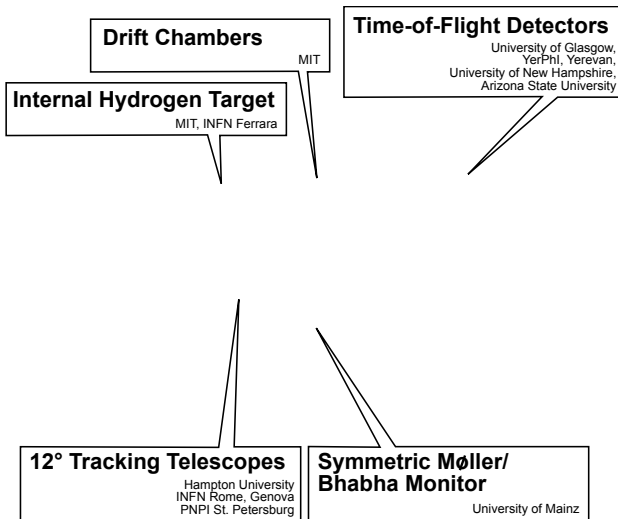 Drift Chambers
MIT
Time-of-Flight Detectors
University of Glasgow,
YerPhI, Yerevan,
University of New Hampshire,
Arizona State University
Internal Hydrogen Target
MIT, INFN Ferrara
12° Tracking Telescopes
Hampton University
INFN Rome, Genova
PNPI St. Petersburg
Symmetric Møller/
Bhabha Monitor
University of Mainz